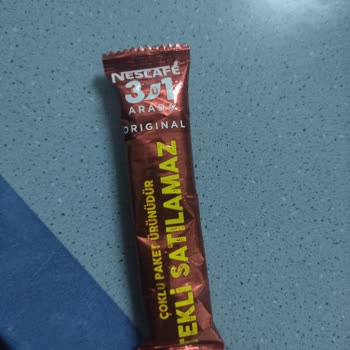 NESCAFÉ
3ü1
ARADA
ORIGINAL
ÇOKLU PAKET ÜRÜNÜDÜR
TEKLİ SATILAMAZ